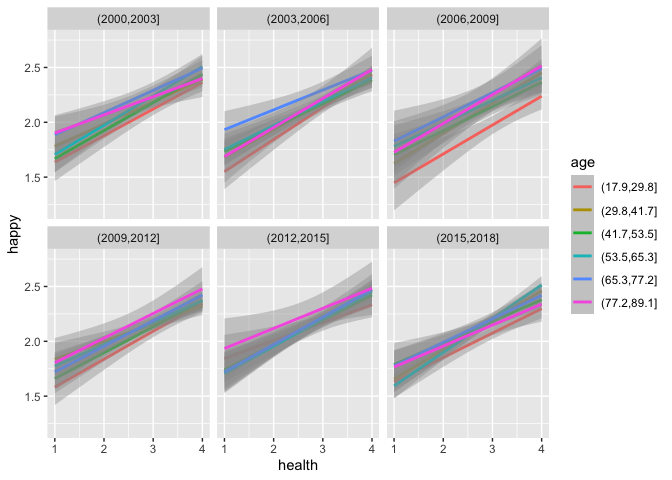 (2000,2003] (2003,2006] (2006,2009]
2.5
2.0
1.5
(2009,2012] (2012,2015] (2015,2018]
2.5
2.0
1.5
1 2 3 4 1 2 3 4 1 2 3 4
health
happy
age
(17.9,29.8]
(29.8,41.7]
(41.7,53.5]
(53.5,65.3]
(65.3,77.2]
(77.2,89.1]